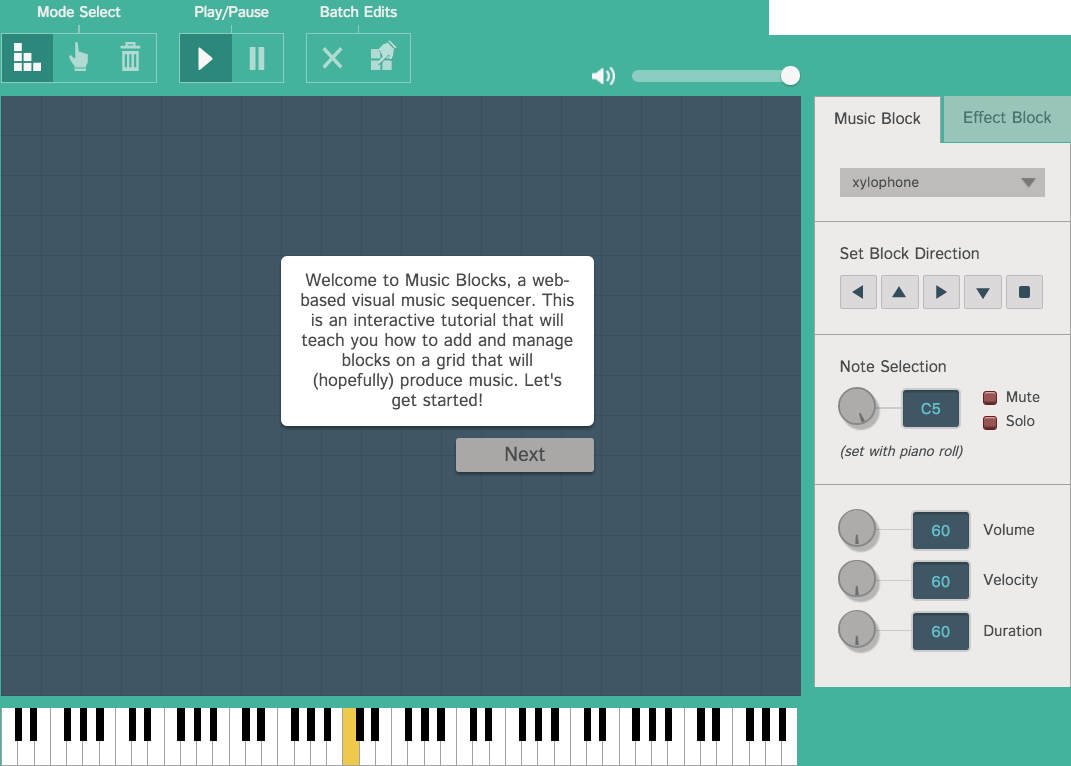 Mode Select
Play/Pause
Batch Edits
Music Block
Effect Block
xylophone
Set Block Direction
Welcome to Music Blocks, a web-
based visual music sequencer. This
is an interactive tutorial that will
teach you how to add and manage
blocks on a grid that will
(hopefully) produce music. Let's
get started!
Next
Note Selection
C5
Mute
Solo
(set with piano roll)
60 Volume
60 Velocity
60 Duration